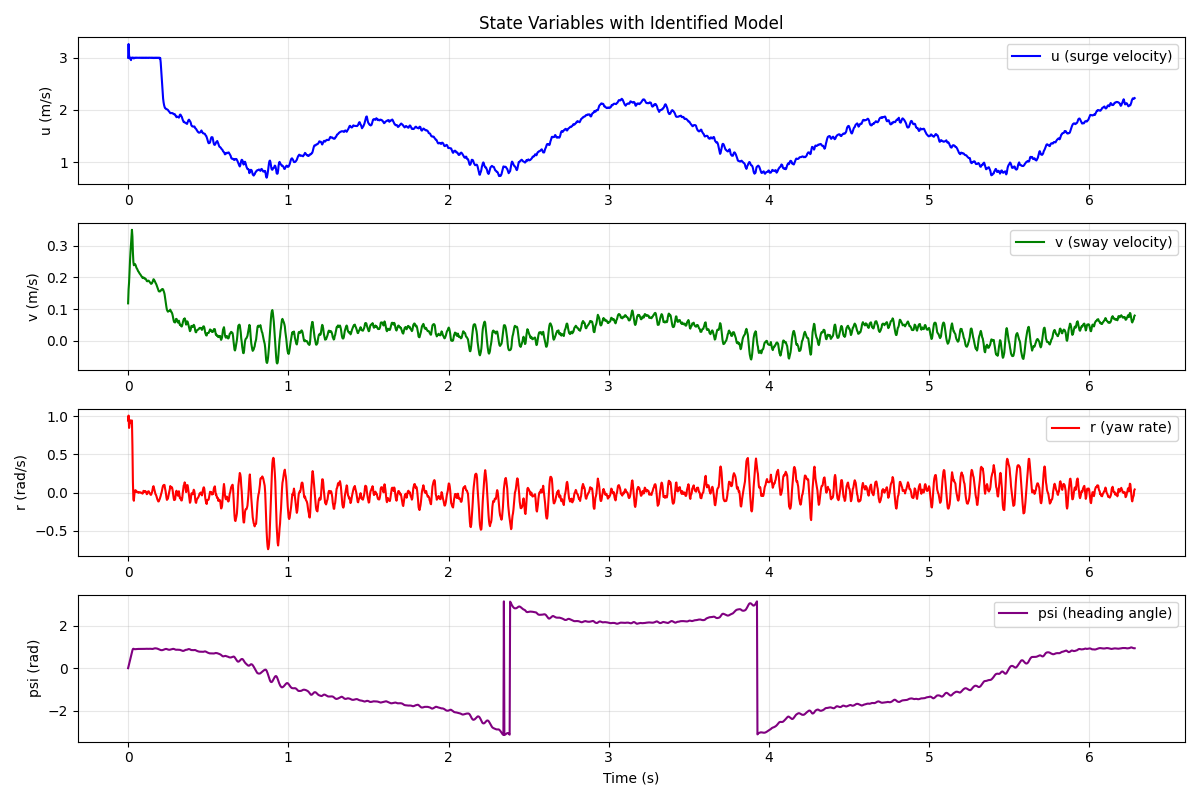 State Variables with Identified Model
3
2
1
u (m/s)
u (surge velocity)
0 1 2 3 4 5 6
0.3
0.2
0.1
0.0
v (m/s)
v (sway velocity)
0 1 2 3 4 5 6
1.0
0.5
0.0
−0.5
r (rad/s)
r (yaw rate)
0 1 2 3 4 5 6
2
0
−2
psi (rad)
psi (heading angle)
0 1 2 3 4 5 6
Time (s)